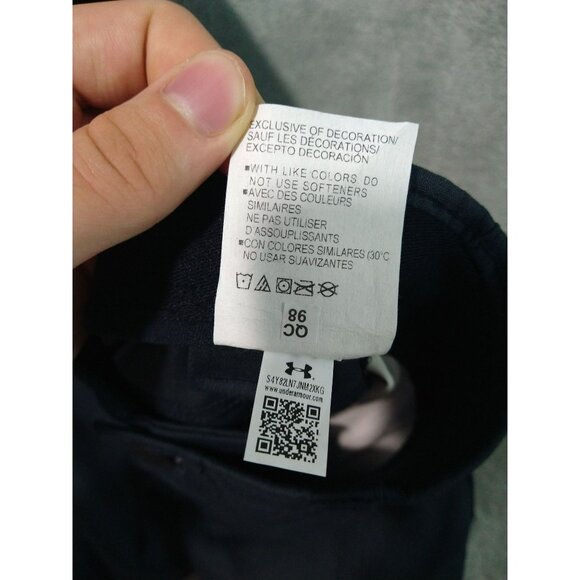 EXCLUSIVE OF DECORATION/
SAUF LES DÉCORATIONS/
EXCEPTO DECORACIÓN
▪WITH LIKE COLORS. DO
NOT USE SOFTENERS
▪AVEC DES COULEURS
SIMILAIRES
NE PAS UTILISER
D'ASSOUPLISSANTS
▪CON COLORES SIMILARES (30°C
NO USAR SUAVIZANTES
QC
98
S4Y82LN7JNM2XKG
www.underarmour.com